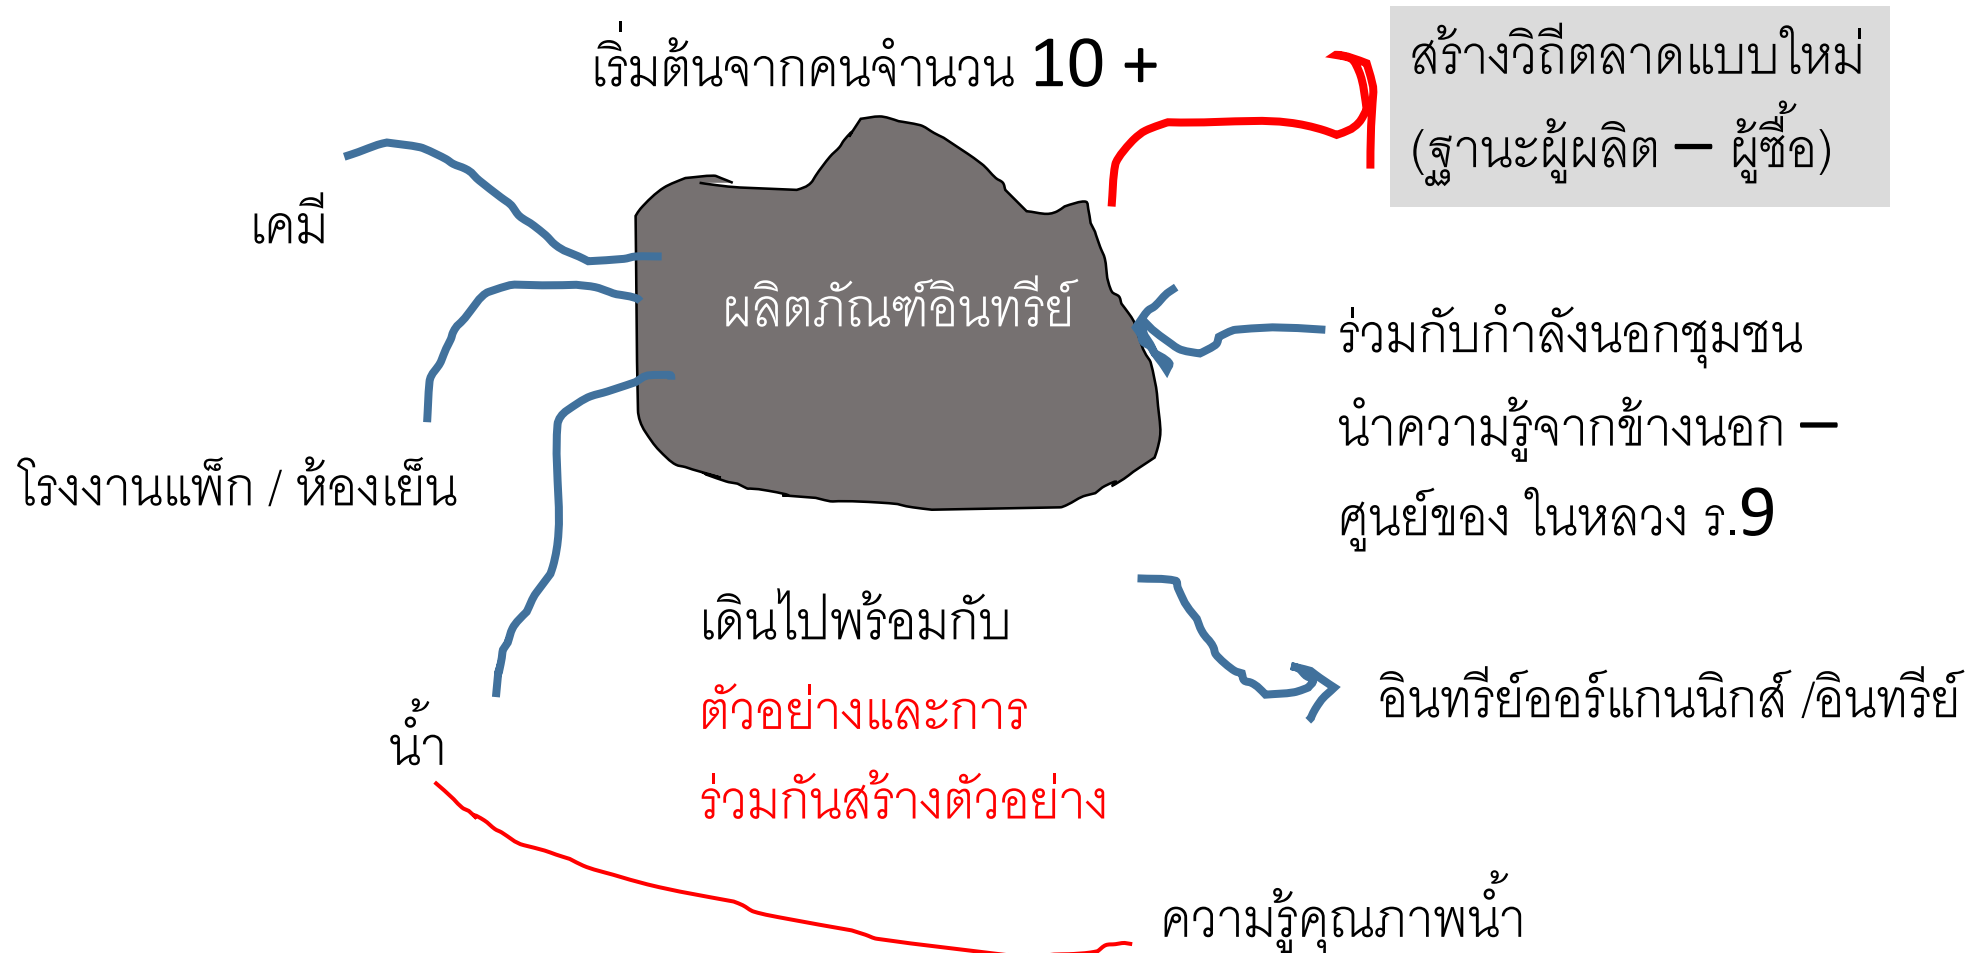 เริ่มต้นจากคนจำนวน 10 +
สร้างวิถีตลาดแบบใหม่
(ฐานะผู้ผลิต – ผู้ซื้อ)
เคมี
ผลิตภัณฑ์อินทรีย์
ร่วมกับกำลังนอกชุมชน
นำความรู้จากข้างนอก –
ศูนย์ของ ในหลวง ร.9
โรงงานแพ็ก / ห้องเย็น
เดินไปพร้อมกับ
ตัวอย่างและการ
ร่วมกันสร้างตัวอย่าง
อินทรีย์ออร์แกนนิกส์ /อินทรีย์
น้ำ
ความรู้คุณภาพน้ำ